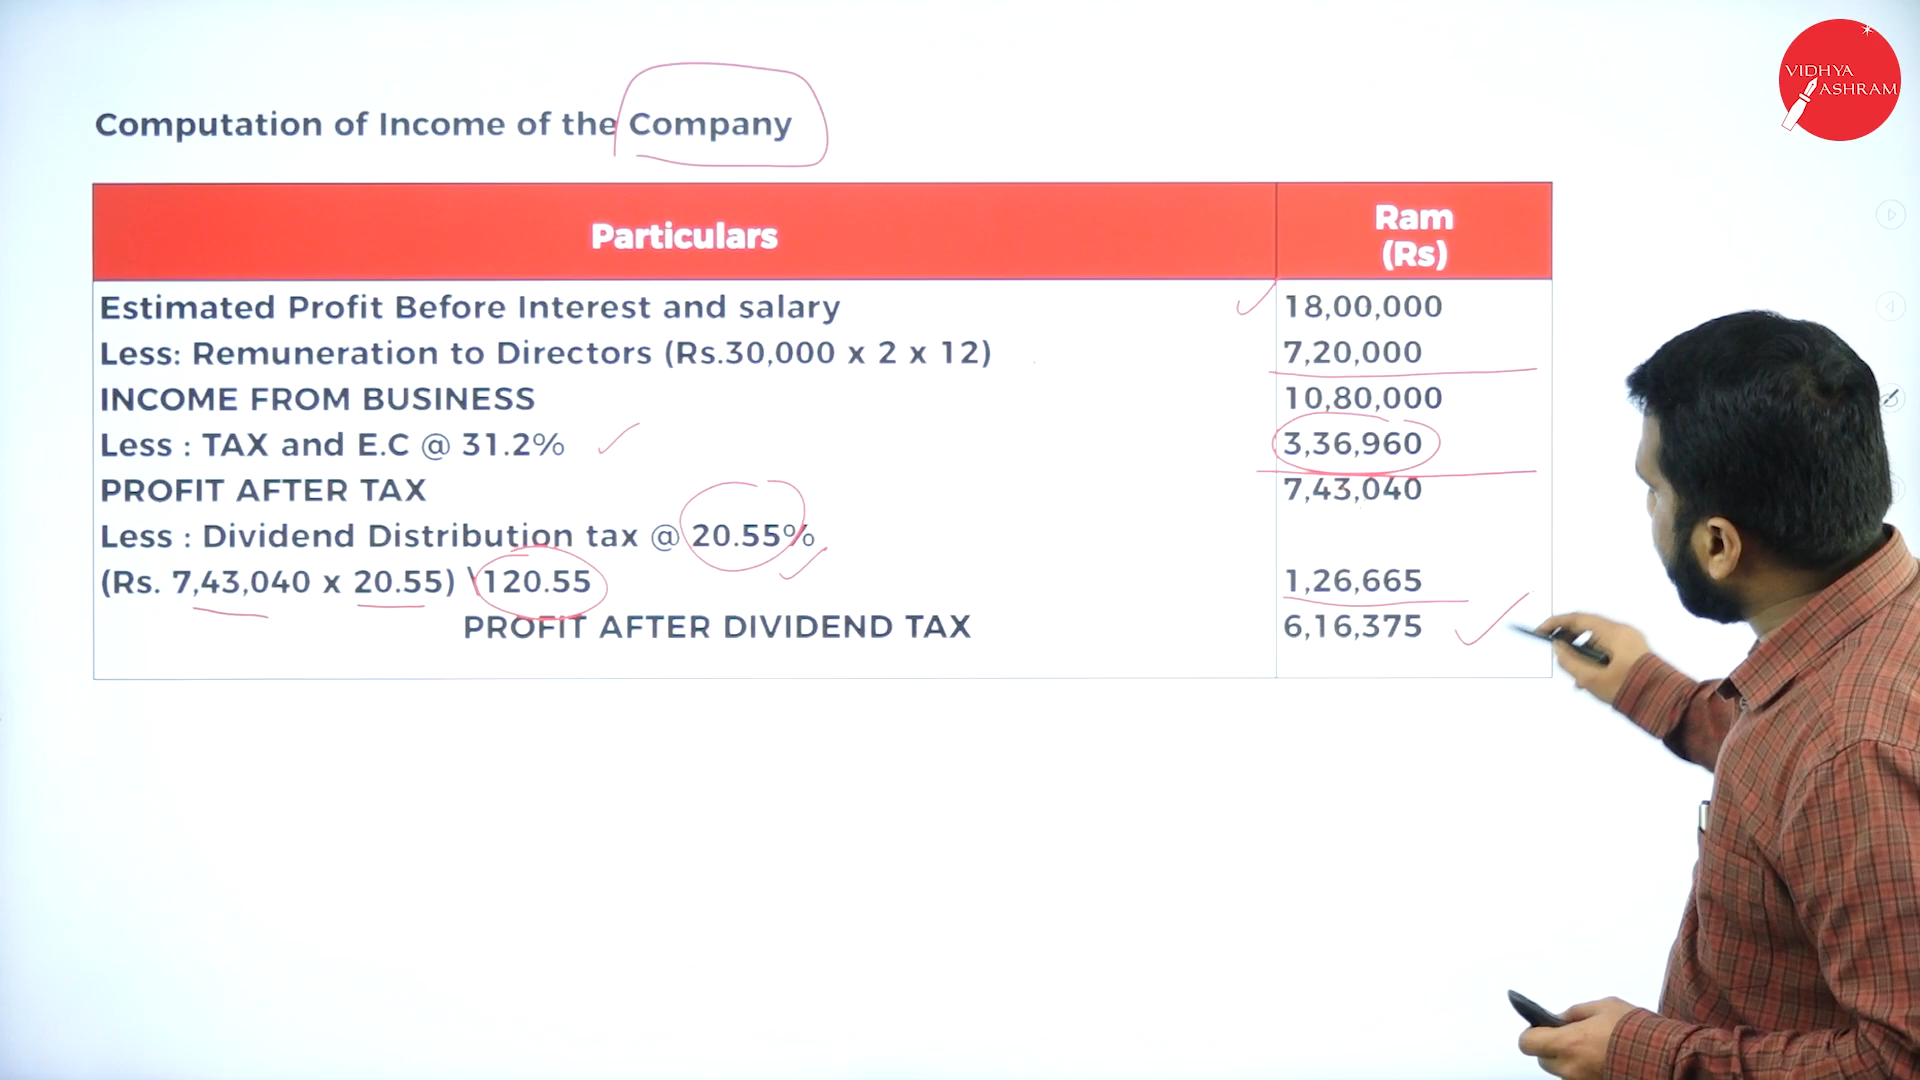 VIDHYA
ASHRAM
Computation of Income of the Company
Particulars
Ram
(Rs)
Estimated Profit Before Interest and salary 18,00,000
Less: Remuneration to Directors (Rs.30,000 x 2 x 12) 7,20,000
INCOME FROM BUSINESS 10,80,000
Less : TAX and E.C @ 31.2% 3,36,960
PROFIT AFTER TAX 7,43,040
Less : Dividend Distribution tax @ 20.55%
(Rs. 7,43,040 x 20.55) \120.55 1,26,665
PROFIT AFTER DIVIDEND TAX 6,16,375